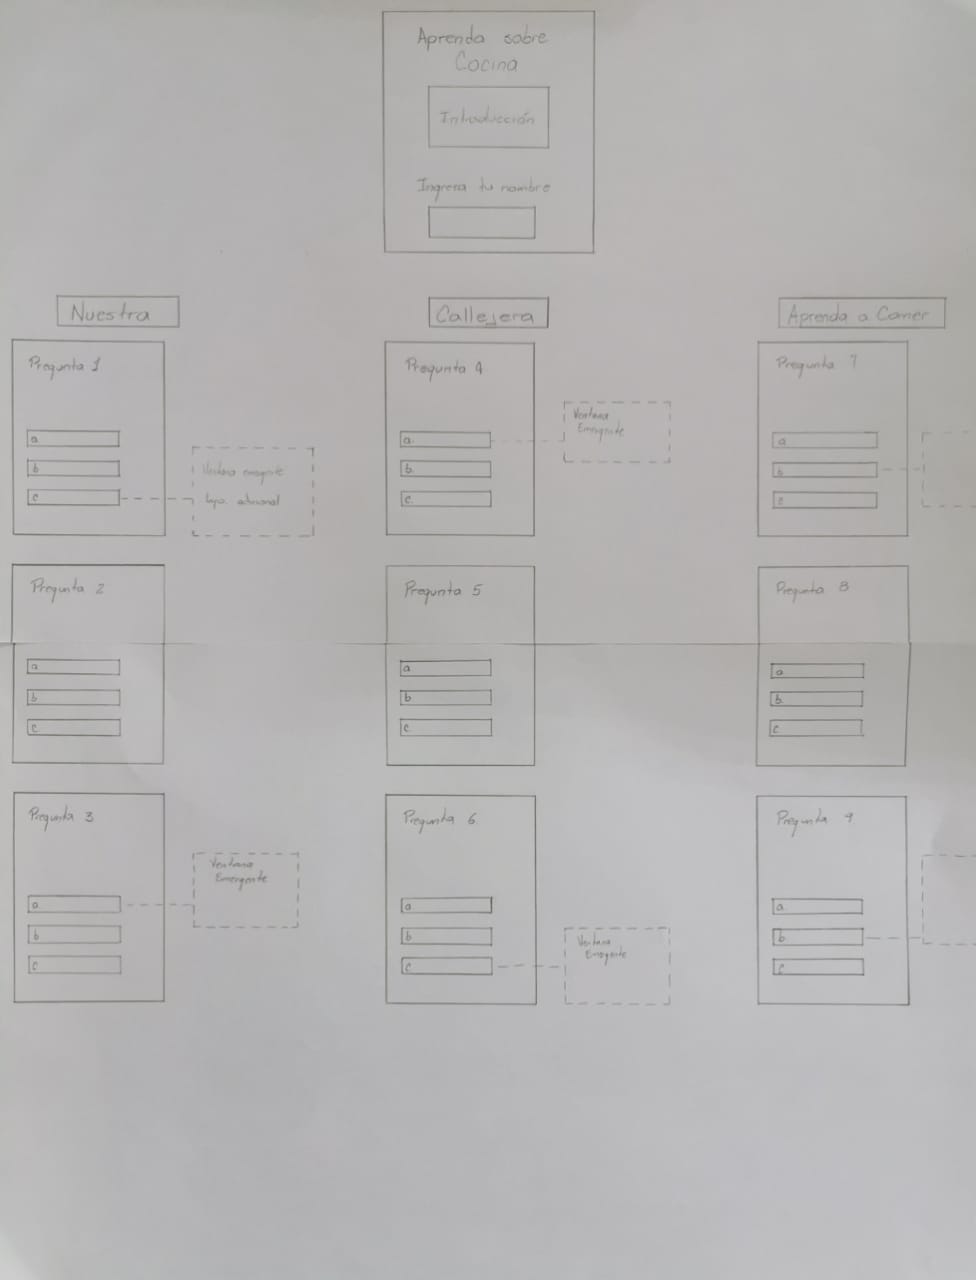 Aprenda sobre
Cocina
Introducción
Ingresa tu nombre
Nuestra
Pregunta 1
a
b
c
Ventana emergente
adicional
Pregunta 2
a
b
c
Pregunta 3
a
b
c
Ventana
Emergente
Callejera
Pregunta 4
a.
b.
c.
Ventana
Emergente
Pregunta 5
a
b
c
Pregunta 6
a
b
c
Ventana
Emergente
Aprenda a Comer
Pregunta 7
a
b
c
Pregunta 8
a
b
c
Pregunta 9
a
b
c